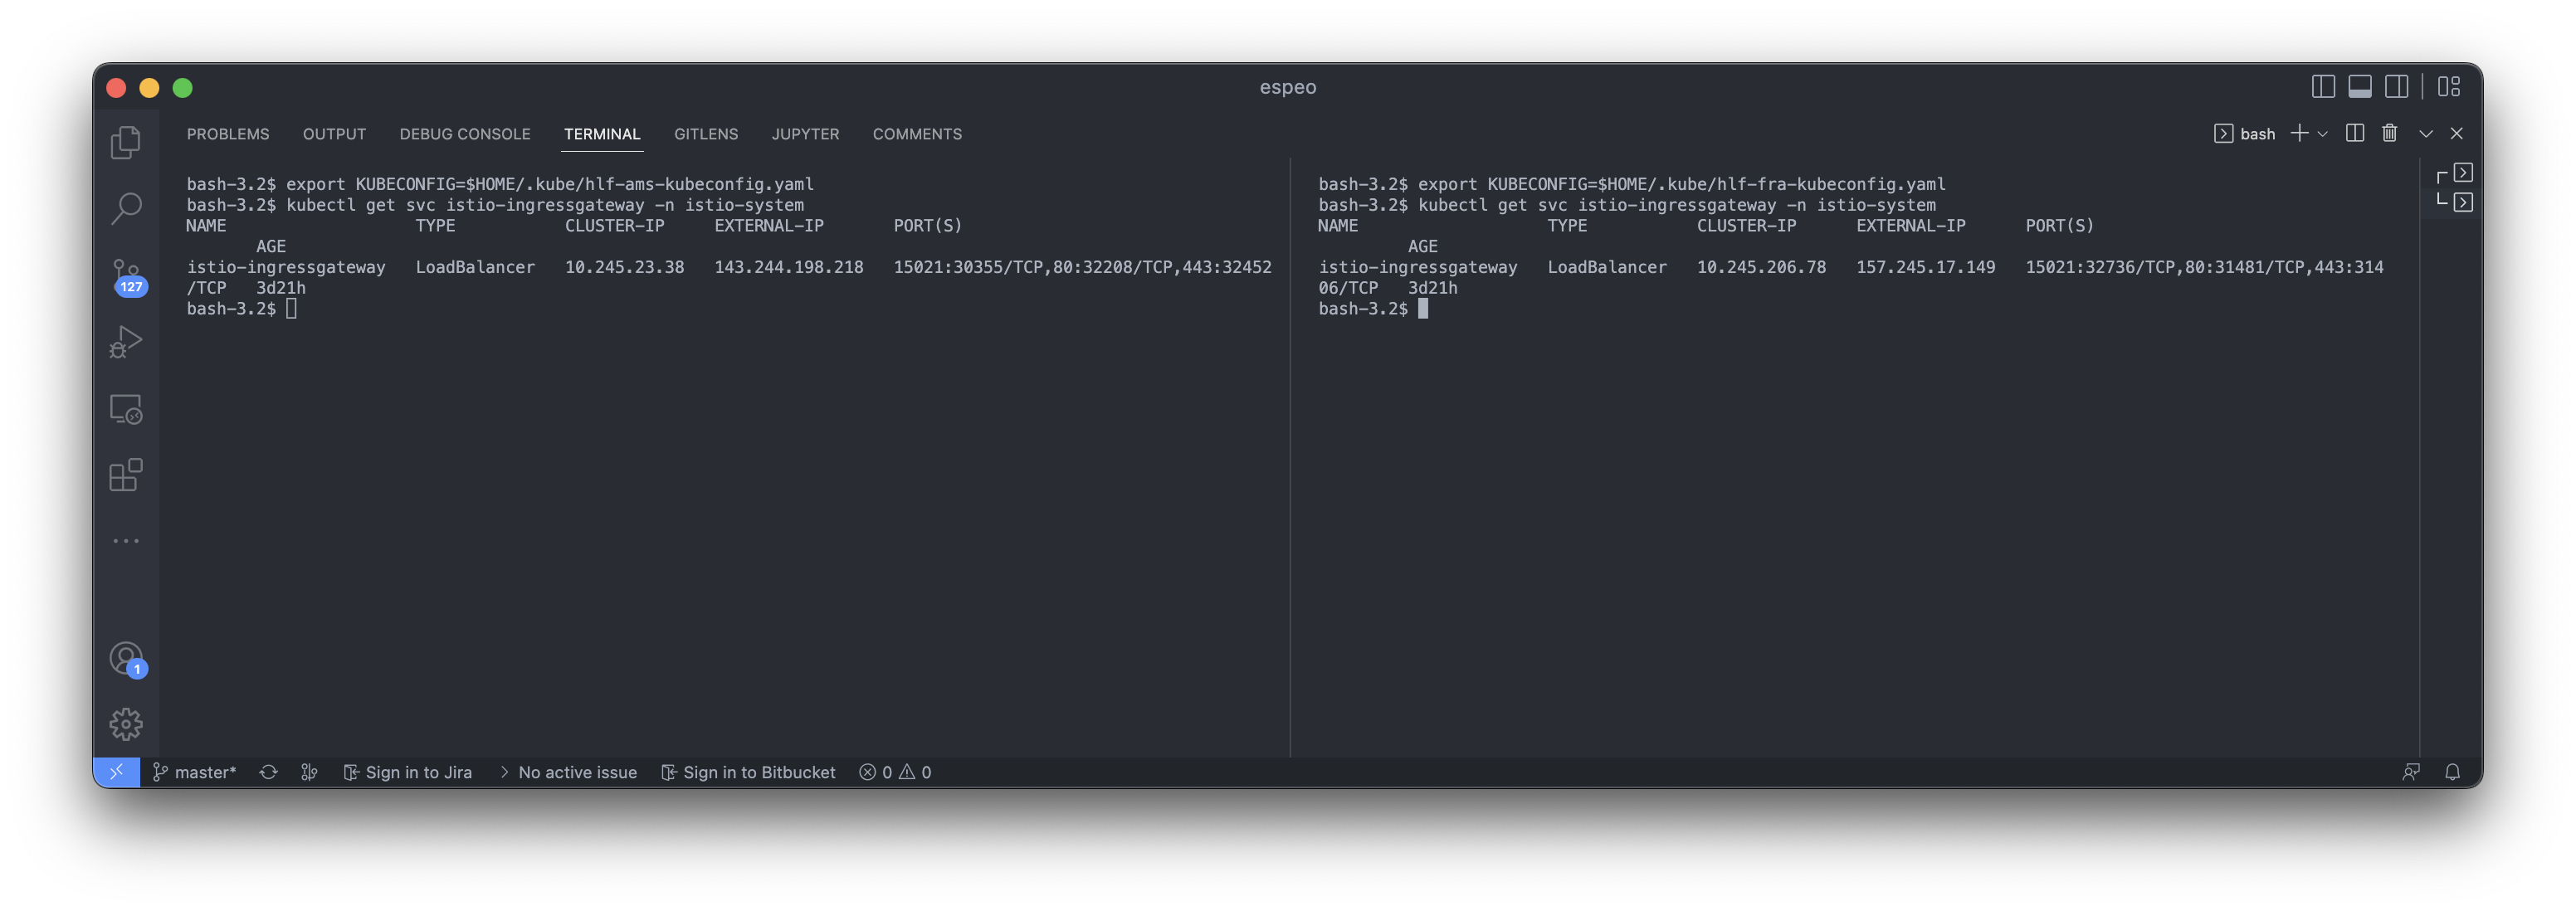 espeo
PROBLEMS OUTPUT DEBUG CONSOLE TERMINAL GITLENS JUPYTER COMMENTS bash
bash-3.2$ export KUBECONFIG=$HOME/.kube/hlf-ams-kubeconfig.yaml
bash-3.2$ kubectl get svc istio-ingressgateway -n istio-system
NAME TYPE CLUSTER-IP EXTERNAL-IP PORT(S)
AGE
istio-ingressgateway LoadBalancer 10.245.23.38 143.244.198.218 15021:30355/TCP,80:32208/TCP,443:32452
/TCP 3d21h
bash-3.2$
bash-3.2$ export KUBECONFIG=$HOME/.kube/hlf-fra-kubeconfig.yaml
bash-3.2$ kubectl get svc istio-ingressgateway -n istio-system
NAME TYPE CLUSTER-IP EXTERNAL-IP PORT(S)
AGE
istio-ingressgateway LoadBalancer 10.245.206.78 157.245.17.149 15021:32736/TCP,80:31481/TCP,443:314
06/TCP 3d21h
bash-3.2$
127
1
master* Sign in to Jira No active issue Sign in to Bitbucket 0 0